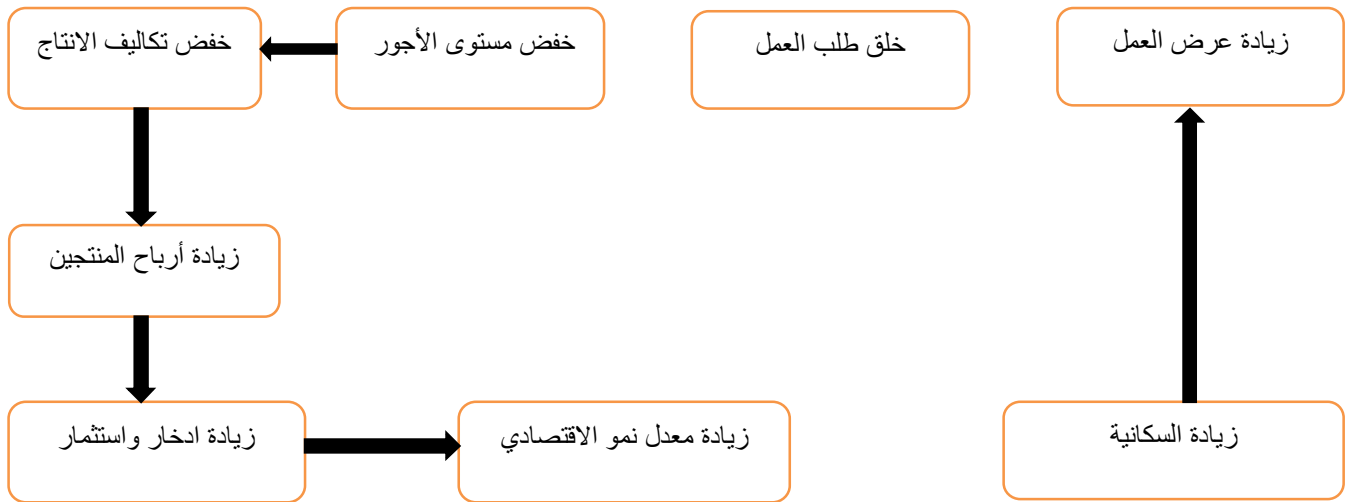 زيادة عرض العمل
خلق طلب العمل
خفض مستوى الأجور
خفض تكاليف الانتاج
زيادة أرباح المنتجين
زيادة السكانية
زيادة معدل نمو الاقتصادي
زيادة ادخار واستثمار